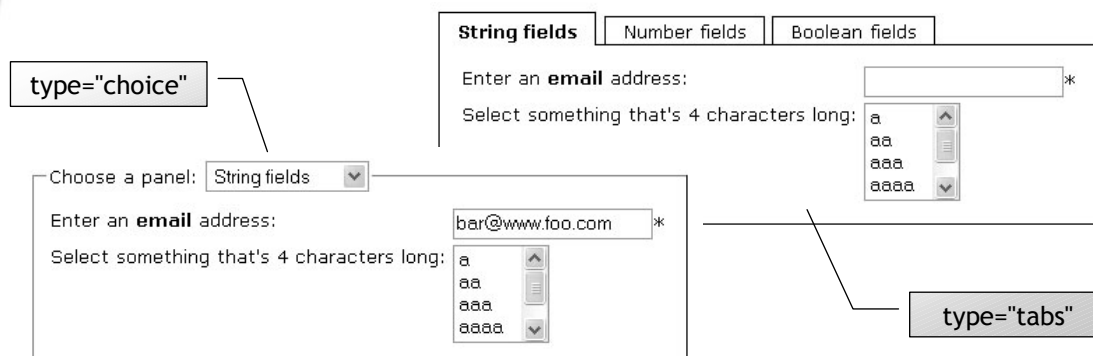 String fields
Number fields
Boolean fields
type="choice"
Enter an email address:
*
Select something that's 4 characters long:
a
aa
aaa
aaaa
Choose a panel: String fields
Enter an email address:
bar@www.foo.com*
Select something that's 4 characters long:
a
aa
aaa
aaaa
type="tabs"